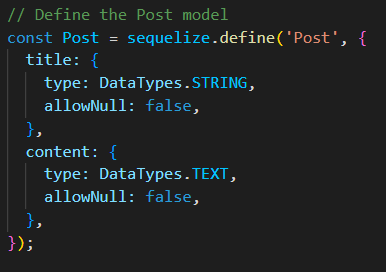 // Define the Post model
const Post = sequelize.define('Post', {
  title: {
    type: DataTypes.STRING,
    allowNull: false,
  },
  content: {
    type: DataTypes.TEXT,
    allowNull: false,
  },
});